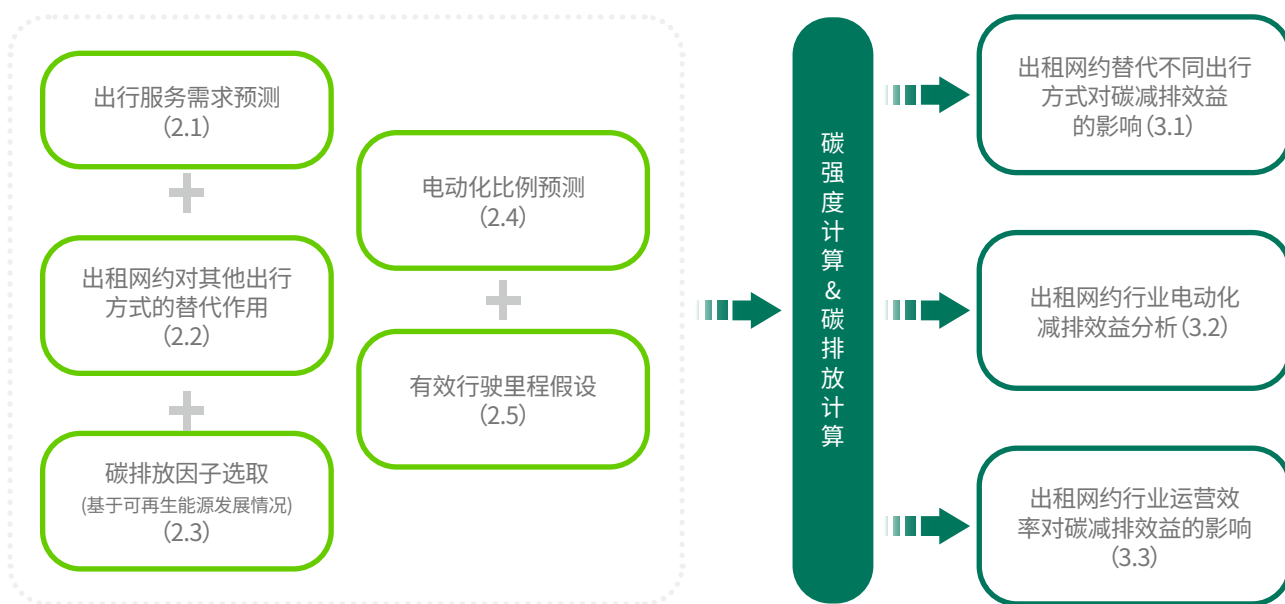 出行服务需求预测
(2.1)
出租网约对其他出行
方式的替代作用
(2.2)
碳排放因子选取
(基于可再生能源发展情况)
(2.3)
电动化比例预测
(2.4)
有效行驶里程假设
(2.5)
碳强度计算&碳排放计算
出租网约替代不同出行
方式对碳减排效益
的影响(3.1)
出租网约行业电动化
减排效益分析(3.2)
出租网约行业运营效
率对碳减排效益的影响
(3.3)